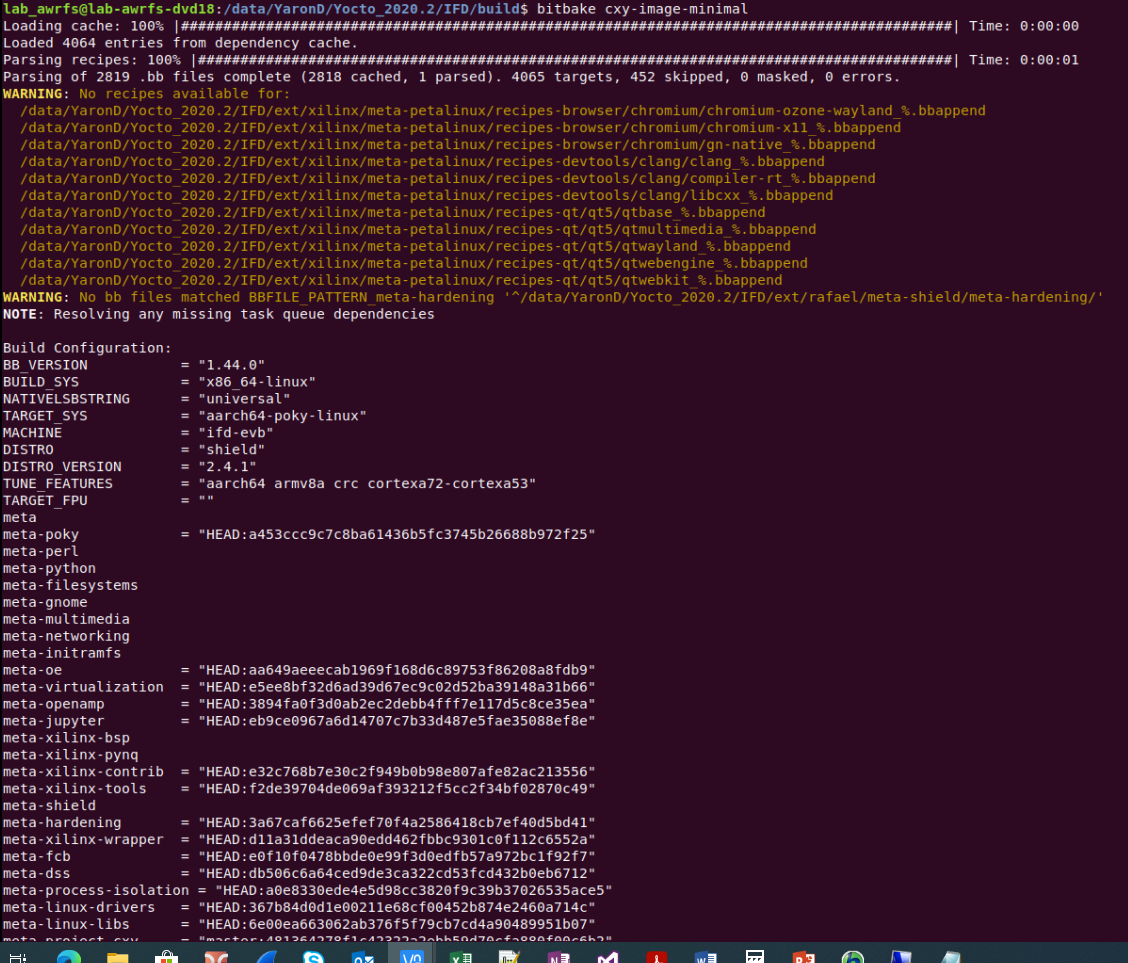 lab_awrfs@lab-awrfs-dvd18:/data/YaronD/Yocto_2020.2/IFD/build$ bitbake cxy-image-minimal
Loading cache: 100% |############################################################################################| Time: 0:00:00
Loaded 4064 entries from dependency cache.
Parsing recipes: 100% |##########################################################################################| Time: 0:00:01
Parsing of 2819 .bb files complete (2818 cached, 1 parsed). 4065 targets, 452 skipped, 0 masked, 0 errors.
WARNING: No recipes available for:
/data/YaronD/Yocto_2020.2/IFD/ext/xilinx/meta-petalinux/recipes-browser/chromium/chromium-ozone-wayland_%.bbappend
/data/YaronD/Yocto_2020.2/IFD/ext/xilinx/meta-petalinux/recipes-browser/chromium/chromium-x11_%.bbappend
/data/YaronD/Yocto_2020.2/IFD/ext/xilinx/meta-petalinux/recipes-browser/chromium/gn-native_%.bbappend
/data/YaronD/Yocto_2020.2/IFD/ext/xilinx/meta-petalinux/recipes-devtools/clang/clang_%.bbappend
/data/YaronD/Yocto_2020.2/IFD/ext/xilinx/meta-petalinux/recipes-devtools/clang/compiler-rt_%.bbappend
/data/YaronD/Yocto_2020.2/IFD/ext/xilinx/meta-petalinux/recipes-devtools/clang/libcxx_%.bbappend
/data/YaronD/Yocto_2020.2/IFD/ext/xilinx/meta-petalinux/recipes-qt/qt5/qtbase_%.bbappend
/data/YaronD/Yocto_2020.2/IFD/ext/xilinx/meta-petalinux/recipes-qt/qt5/qtmultimedia_%.bbappend
/data/YaronD/Yocto_2020.2/IFD/ext/xilinx/meta-petalinux/recipes-qt/qt5/qtwayland_%.bbappend
/data/YaronD/Yocto_2020.2/IFD/ext/xilinx/meta-petalinux/recipes-qt/qt5/qtwebengine_%.bbappend
/data/YaronD/Yocto_2020.2/IFD/ext/xilinx/meta-petalinux/recipes-qt/qt5/qtwebkit_%.bbappend
WARNING: No bb files matched BBFILE_PATTERN_meta-hardening '^/data/YaronD/Yocto_2020.2/IFD/ext/rafael/meta-shield/meta-hardening/'
NOTE: Resolving any missing task queue dependencies
Build Configuration:
BB_VERSION = "1.44.0"
BUILD_SYS = "x86_64-linux"
NATIVELSBSTRING = "universal"
TARGET_SYS = "aarch64-poky-linux"
MACHINE = "ifd-evb"
DISTRO = "shield"
DISTRO_VERSION = "2.4.1"
TUNE_FEATURES = "aarch64 armv8a crc cortexa72-cortexa53"
TARGET_FPU = ""
meta
meta-poky = "HEAD:a453ccc9c7c8ba61436b5fc3745b26688b972f25"
meta-perl
meta-python
meta-filesystems
meta-gnome
meta-multimedia
meta-networking
meta-initramfs
meta-oe = "HEAD:aa649aeeecab1969f168d6c89753f86208a8fdb9"
meta-virtualization = "HEAD:e5ee8bf32d6ad39d67ec9c02d52ba39148a31b66"
meta-openamp = "HEAD:3894fa0f3d0ab2ec2debb4fff7e117d5c8ce35ea"
meta-jupyter = "HEAD:eb9ce0967a6d14707c7b33d487e5fae35088ef8e"
meta-xilinx-bsp
meta-xilinx-pynq
meta-xilinx-contrib = "HEAD:e32c768b7e30c2f949b0b98e807afe82ac213556"
meta-xilinx-tools = "HEAD:f2de39704de069af393212f5cc2f34bf02870c49"
meta-shield
meta-hardening = "HEAD:3a67caf6625efef70f4a2586418cb7ef40d5bd41"
meta-xilinx-wrapper = "HEAD:d11a31ddeaca90edd462fbbc9301c0f112c6552a"
meta-fcb = "HEAD:e0f10f0478bbde0e99f3d0edfb57a972bc1f92f7"
meta-dss = "HEAD:db506c6a64ced9de3ca322cd53fcd432b0eb6712"
meta-process-isolation = "HEAD:a0e8330ede4e5d98cc3820f9c39b37026535ace5"
meta-linux-drivers = "HEAD:367b84d0d1e00211e68cf00452b874e2460a714c"
meta-linux-libs = "HEAD:6e00ea663062ab376f5f79cb7cd4a90489951b07"
meta-project-cxy =